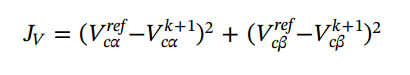 J_V = (V_{cα}^{ref} − V_{cα}^{k+1})^2 + (V_{cβ}^{ref} − V_{cβ}^{k+1})^2